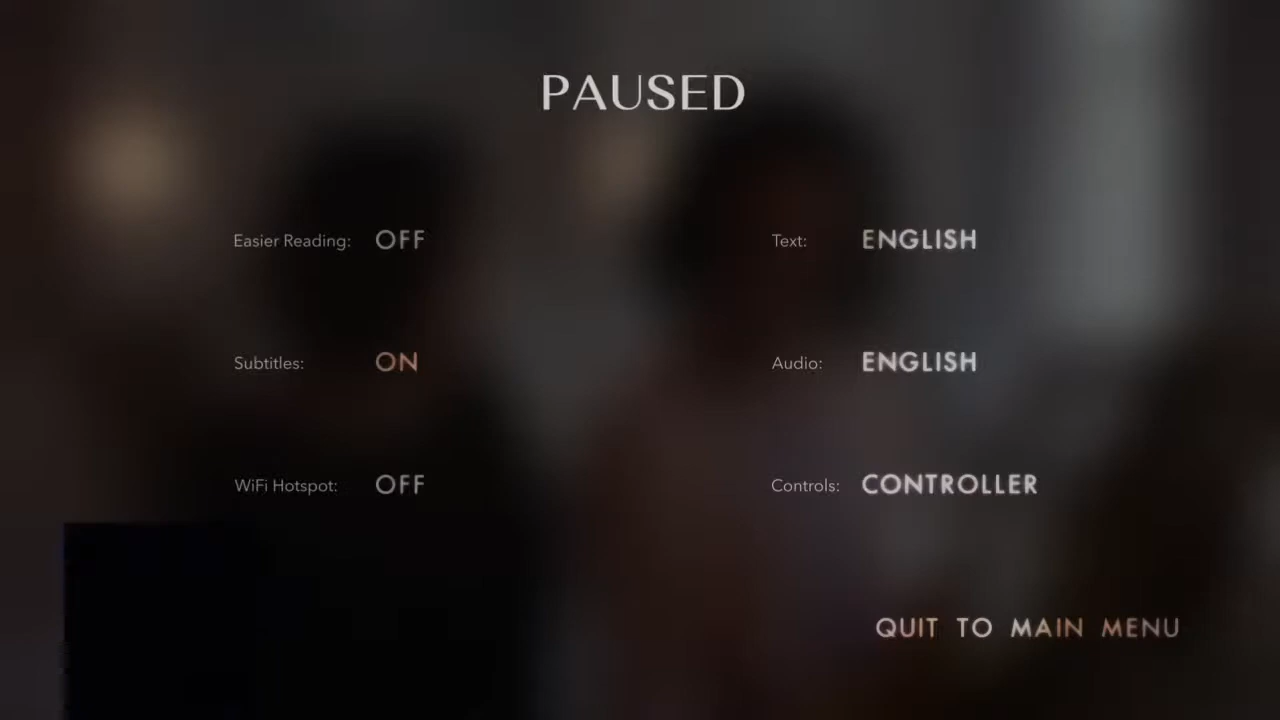 PAUSED
Easier Reading: OFF
Text: ENGLISH
Subtitles: ON
Audio: ENGLISH
WiFi Hotspot: OFF
Controls: CONTROLLER
QUIT TO MAIN MENU